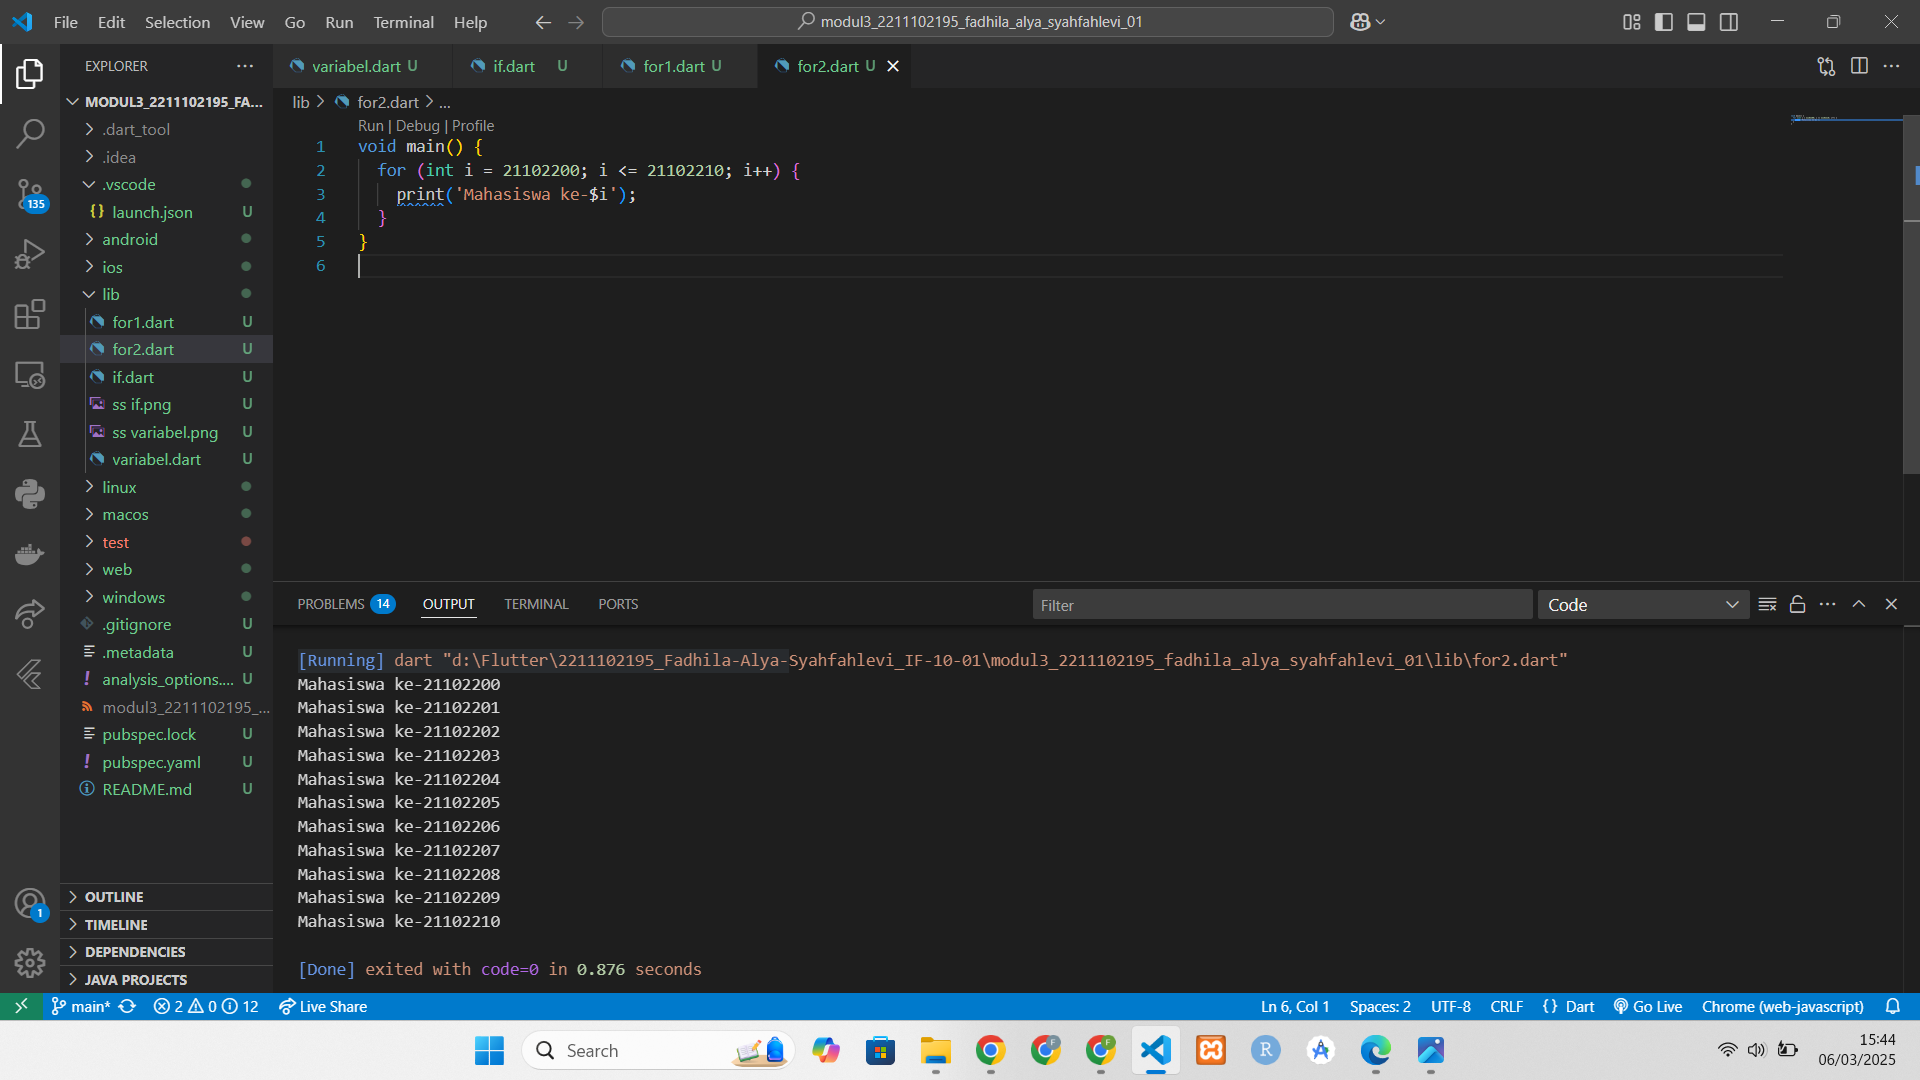 File Edit Selection View Go Run Terminal Help
modul3_2211102195_fadhila_alya_syahfahlevi_01
EXPLORER
variabel.dart U
if.dart U
for1.dart U
for2.dart U
MODUL3_2211102195_FA...
.dart_tool
.idea
.vscode
launch.json U
android
ios
lib
for1.dart U
for2.dart U
if.dart U
ss if.png U
ss variabel.png U
variabel.dart U
linux
macos
test
web
windows
.gitignore U
.metadata U
analysis_options.... U
modul3_2211102195_...
pubspec.lock U
pubspec.yaml U
README.md U
OUTLINE
TIMELINE
DEPENDENCIES
JAVA PROJECTS
135
1
lib > for2.dart > ...
Run | Debug | Profile
1 void main() {
2 for (int i = 21102200; i <= 21102210; i++) {
3 print('Mahasiswa ke-$i');
4 }
5 }
6
PROBLEMS 14 OUTPUT TERMINAL PORTS
Filter
Code
[Running] dart "d:\Flutter\2211102195_Fadhila-Alya-Syahfahlevi_IF-10-01\modul3_2211102195_fadhila_alya_syahfahlevi_01\lib\for2.dart"
Mahasiswa ke-21102200
Mahasiswa ke-21102201
Mahasiswa ke-21102202
Mahasiswa ke-21102203
Mahasiswa ke-21102204
Mahasiswa ke-21102205
Mahasiswa ke-21102206
Mahasiswa ke-21102207
Mahasiswa ke-21102208
Mahasiswa ke-21102209
Mahasiswa ke-21102210
[Done] exited with code=0 in 0.876 seconds
main* 2 0 12 Live Share
Ln 6, Col 1 Spaces: 2 UTF-8 CRLF {} Dart Go Live Chrome (web-javascript)
Search
15:44
06/03/2025